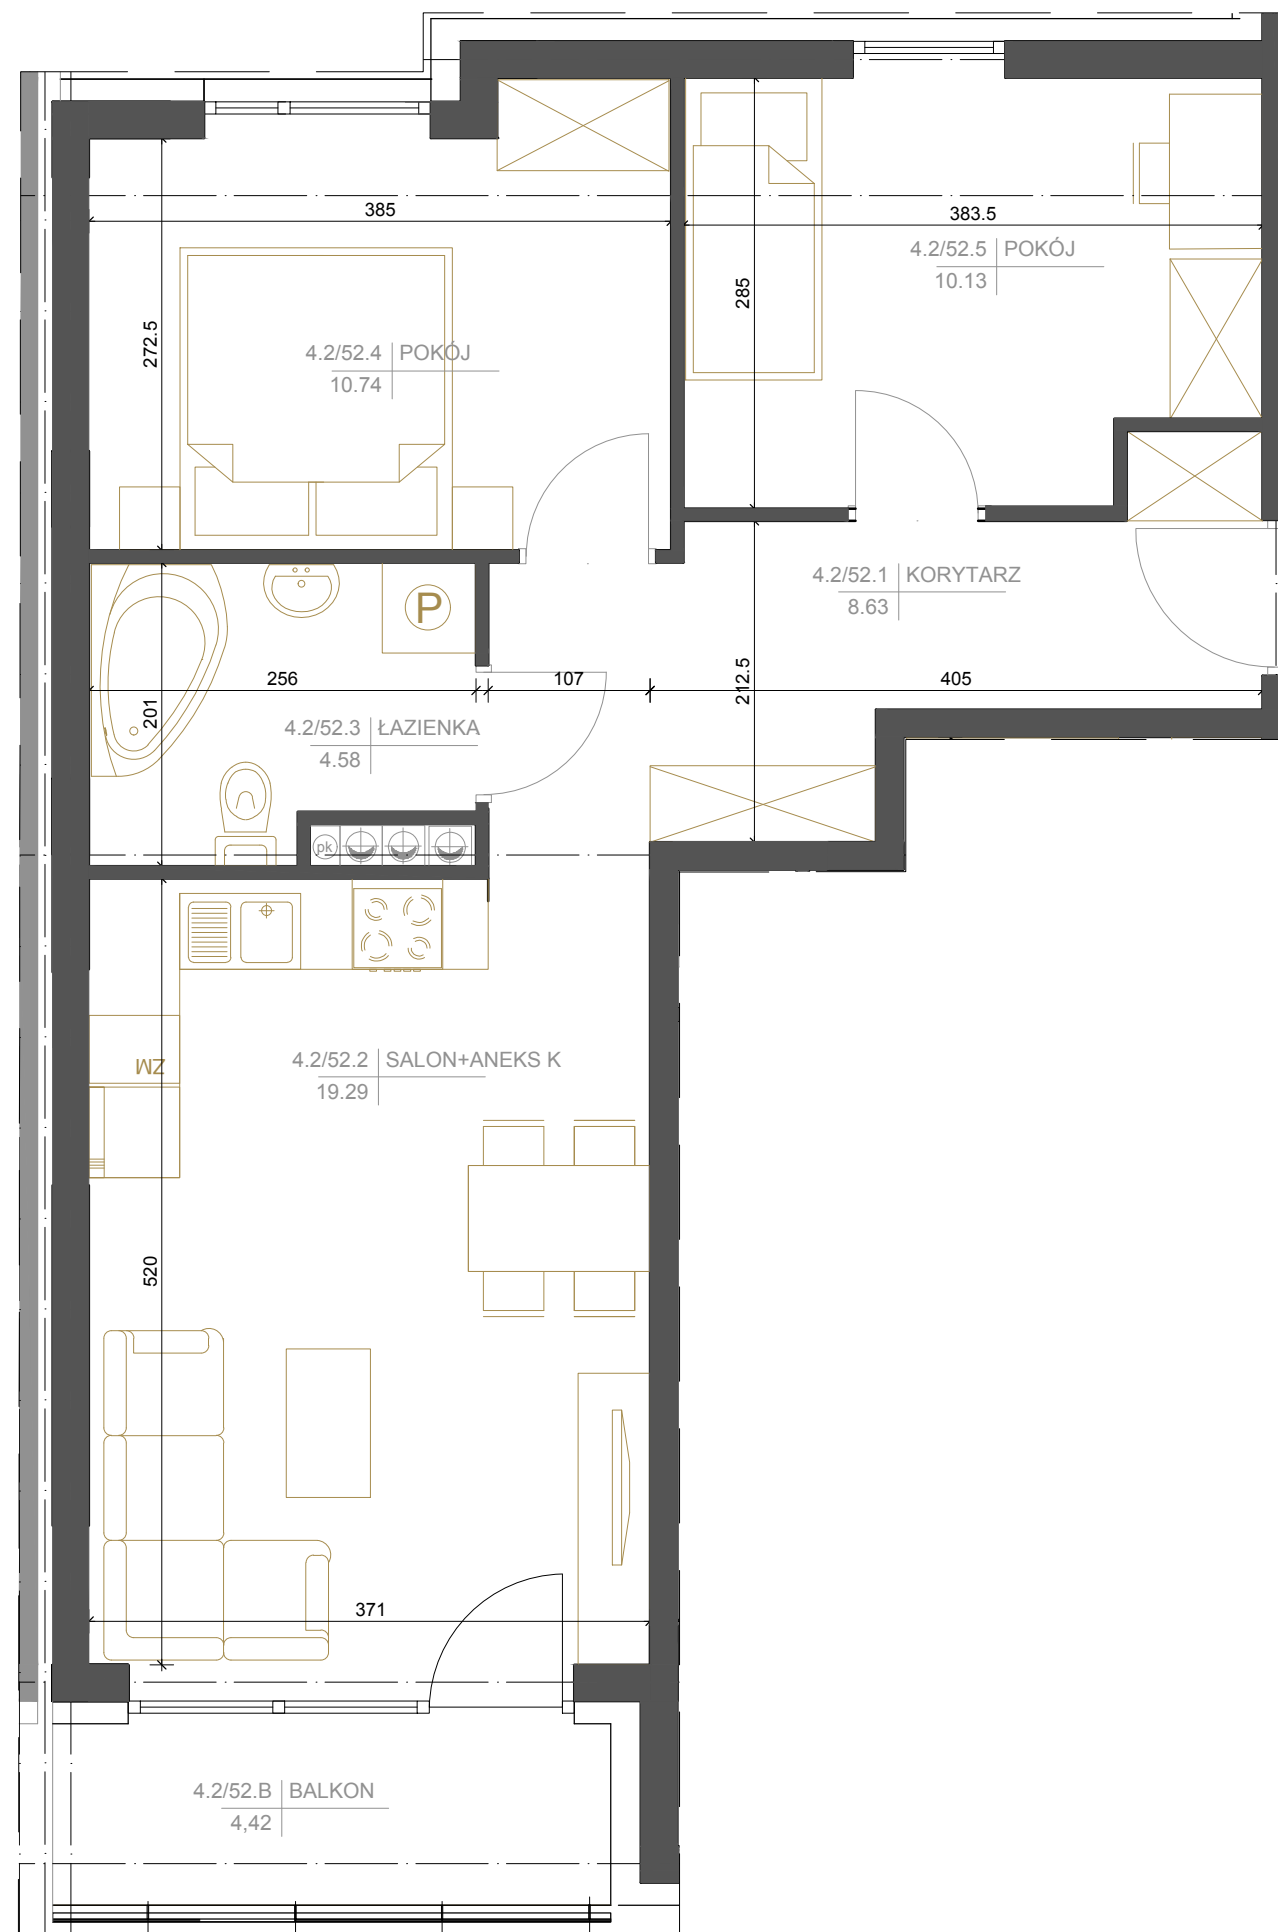 385
383.5
4.2/52.5 POKÓJ
10.13
285
272.5
4.2/52.4 POKÓJ
10.74
4.2/52.1 KORYTARZ
8.63
P
256
107
405
212.5
201
4.2/52.3 ŁAZIENKA
4.58
pk
4.2/52.2 SALON+ANEKS K
19.29
ZM
520
371
4.2/52.B BALKON
4,42